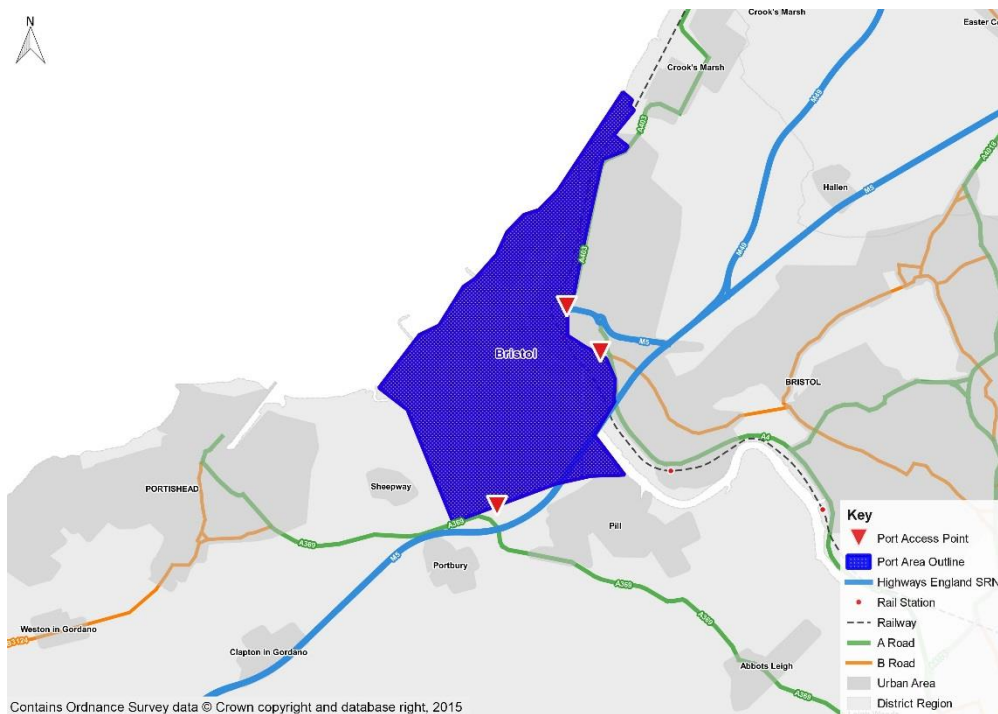 N
Crook's Marsh
Easter Co
Crook's Marsh
M49
A403
A4018
Hallen
M5
M49
A403
M5
Bristol
BRISTOL
A4
PORTISHEAD
Sheepway
Pill
A369
A369
M5
Portbury
A369
A369
B3124
Weston in Gordano
Clapton in Gordano
Abbots Leigh
A369
Key
Port Access Point
Port Area Outline
Highways England SRN
Rail Station
Railway
A Road
B Road
Urban Area
District Region
Contains Ordnance Survey data © Crown copyright and database right, 2015